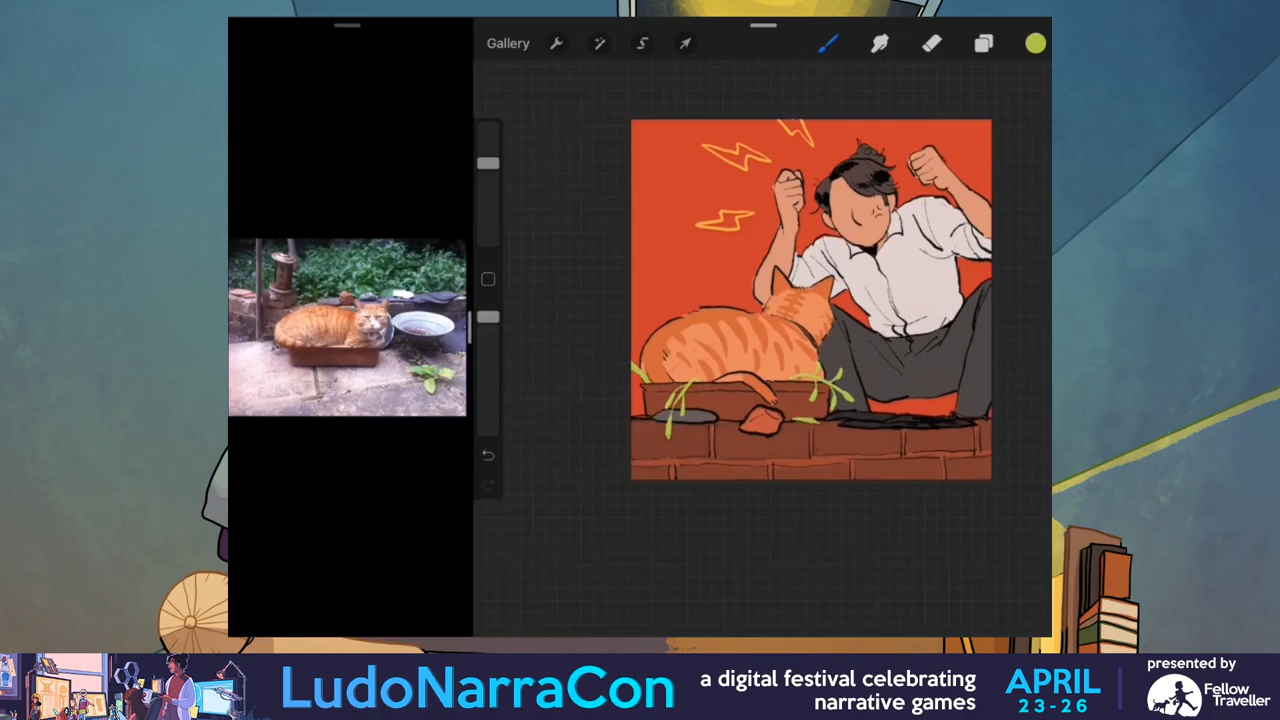 Gallery
LudoNarraCon
a digital festival celebrating
narrative games
APRIL
23-26
presented by
Fellow
Traveller